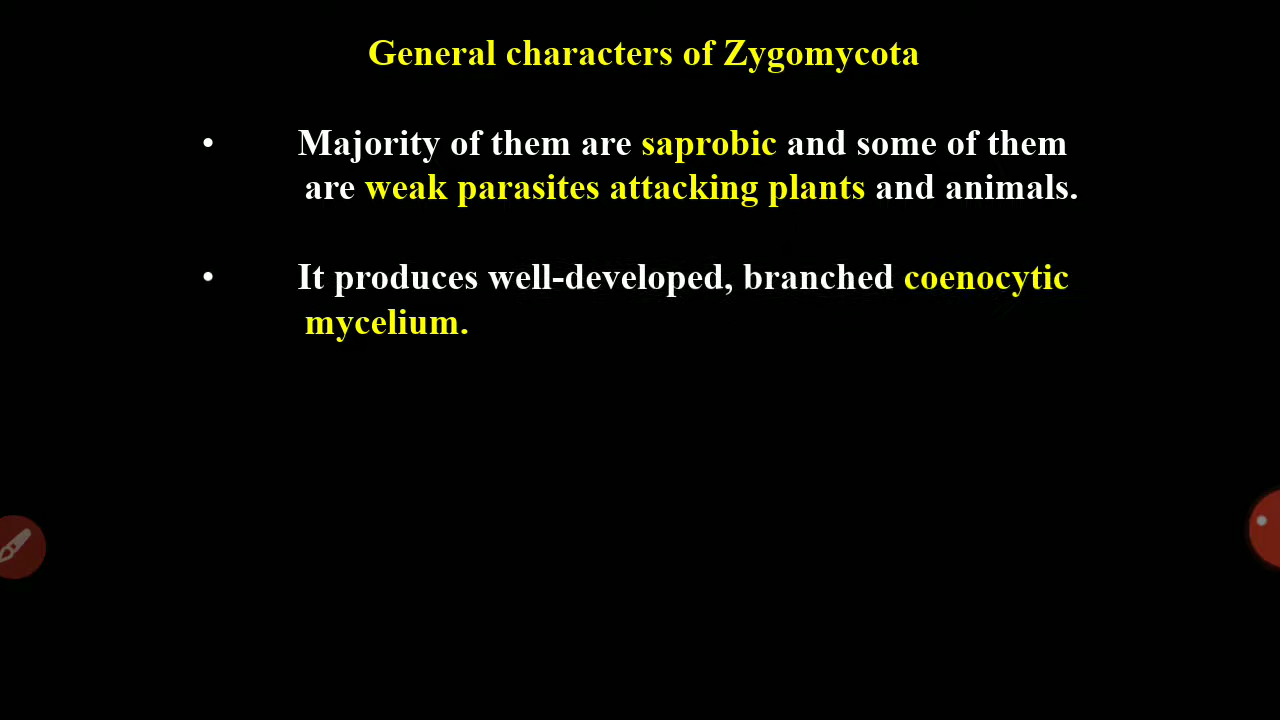 General characters of Zygomycota
• Majority of them are saprobic and some of them
are weak parasites attacking plants and animals.
• It produces well-developed, branched coenocytic
mycelium.